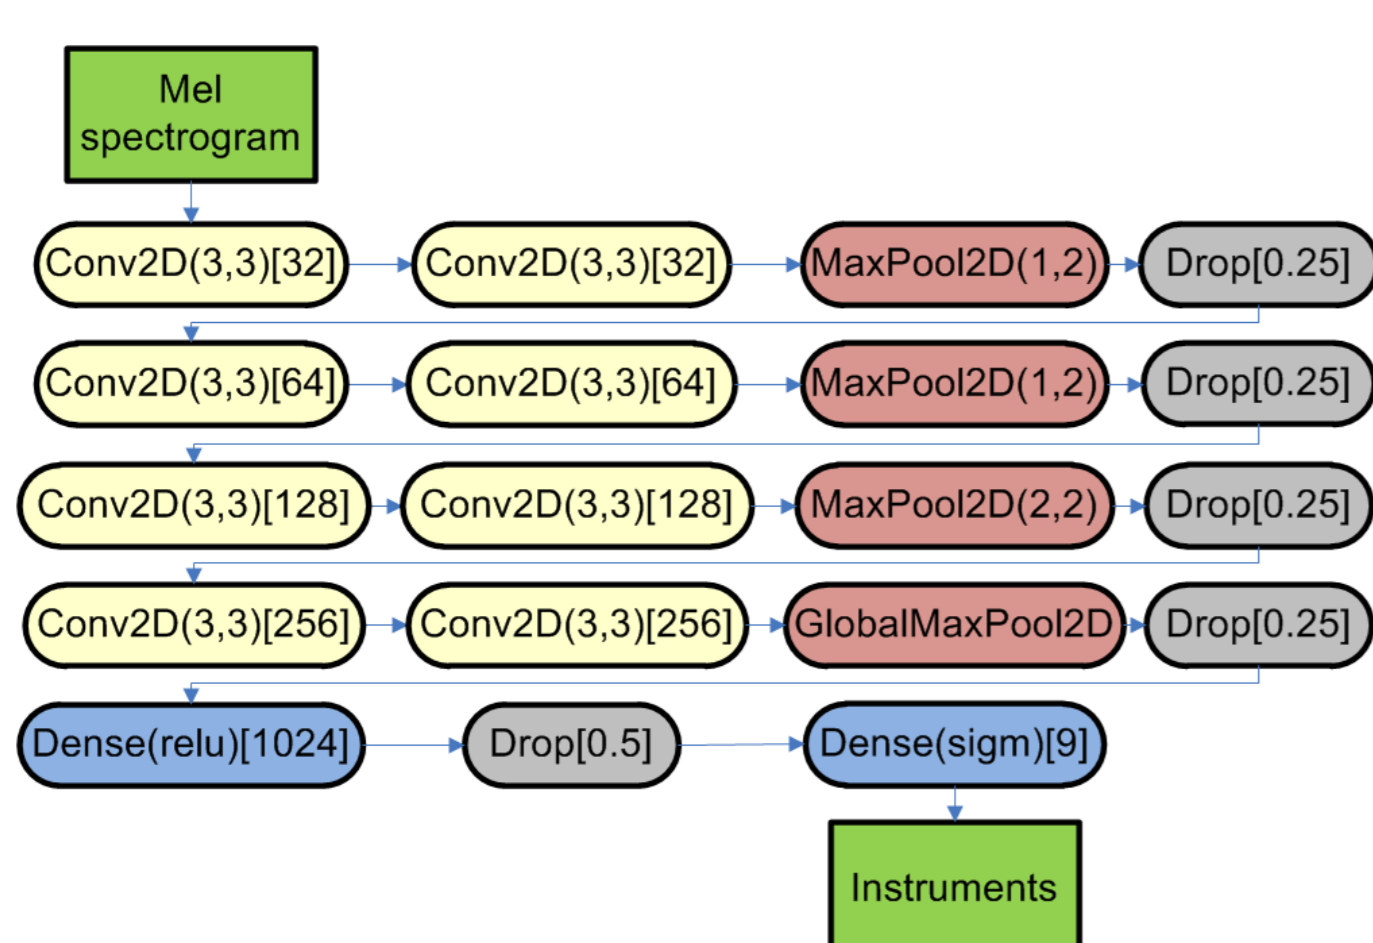 Mel
spectrogram
Conv2D(3,3)[32]
Conv2D(3,3)[32]
MaxPool2D(1,2)
Drop[0.25]
Conv2D(3,3)[64]
Conv2D(3,3)[64]
MaxPool2D(1,2)
Drop[0.25]
Conv2D(3,3)[128]
Conv2D(3,3)[128]
MaxPool2D(2,2)
Drop[0.25]
Conv2D(3,3)[256]
Conv2D(3,3)[256]
GlobalMaxPool2D
Drop[0.25]
Dense(relu)[1024]
Drop[0.5]
Dense(sigm)[9]
Instruments